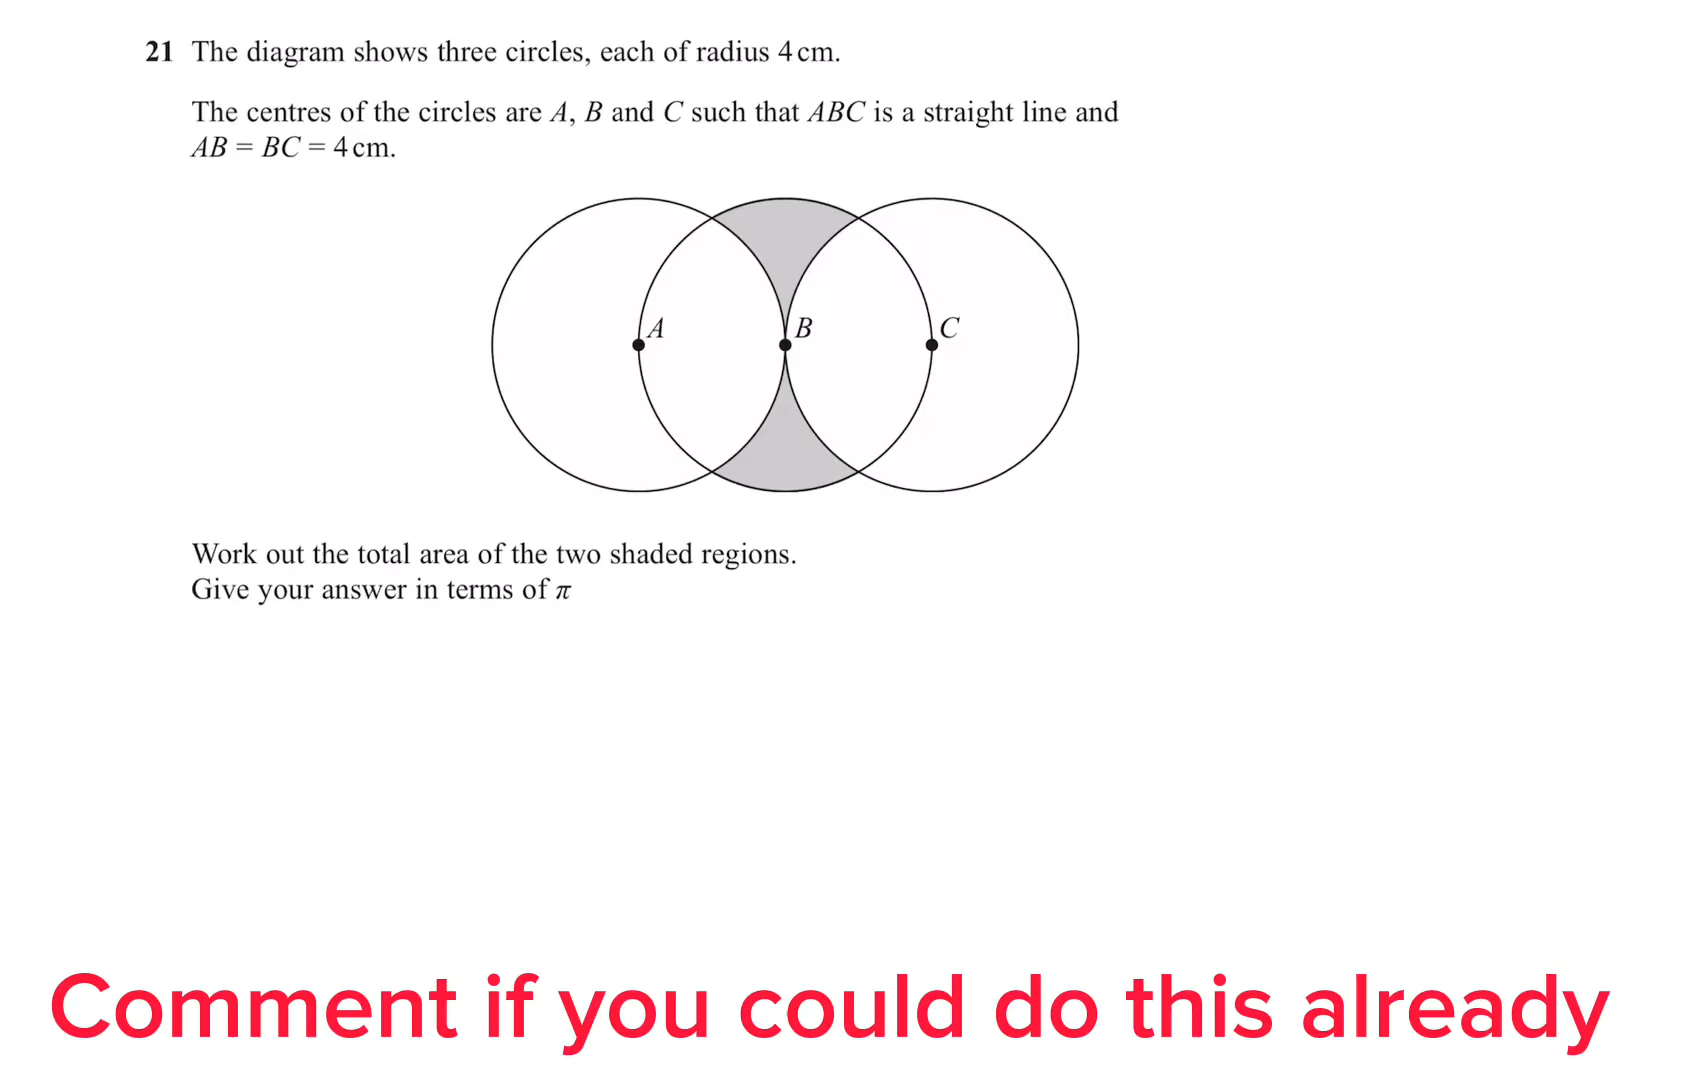 21 The diagram shows three circles, each of radius 4 cm.
The centres of the circles are A, B and C such that ABC is a straight line and
AB = BC = 4 cm.
A
B
C
Work out the total area of the two shaded regions.
Give your answer in terms of π
Comment if you could do this already